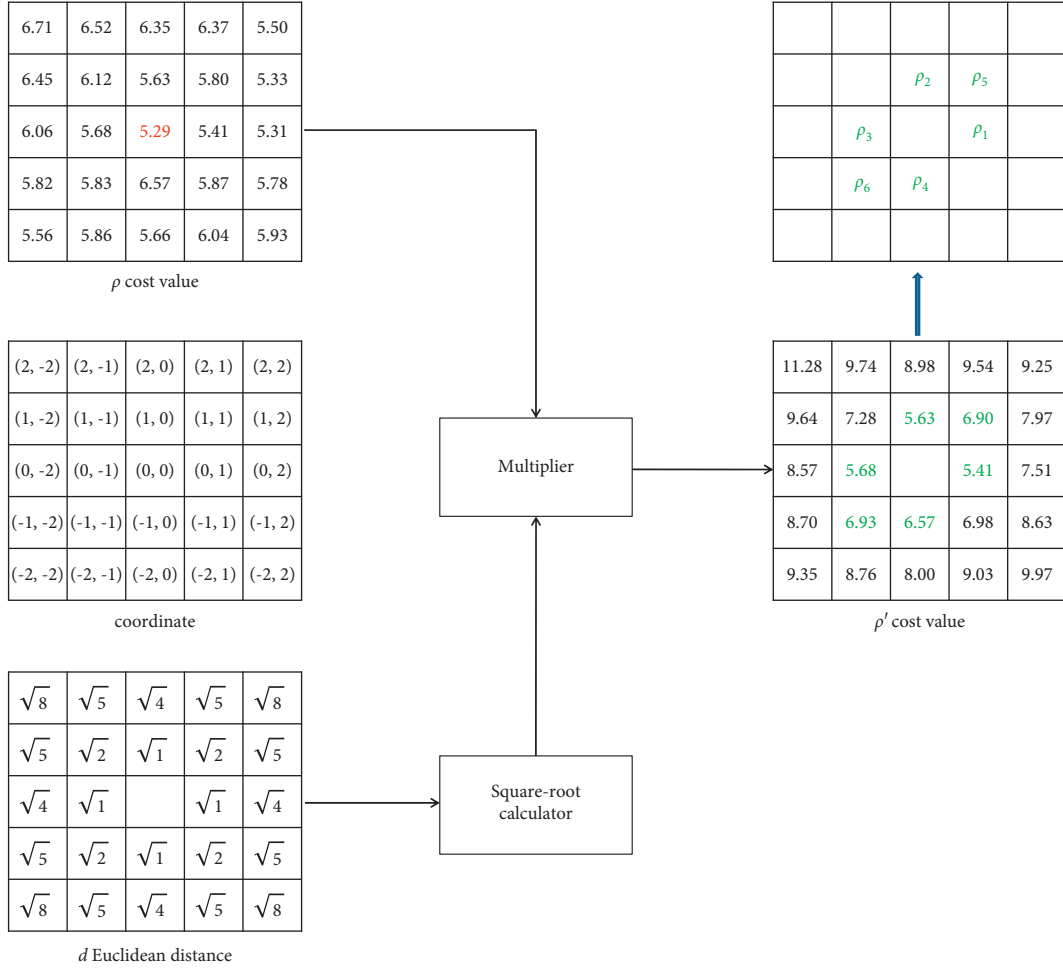 6.71 6.52 6.35 6.37 5.50
6.45 6.12 5.63 5.80 5.33
6.06 5.68 5.29 5.41 5.31
5.82 5.83 6.57 5.87 5.78
5.56 5.86 5.66 6.04 5.93
ρ cost value
(2, -2) (2, -1) (2, 0) (2, 1) (2, 2)
(1, -2) (1, -1) (1, 0) (1, 1) (1, 2)
(0, -2) (0, -1) (0, 0) (0, 1) (0, 2)
(-1, -2) (-1, -1) (-1, 0) (-1, 1) (-1, 2)
(-2, -2) (-2, -1) (-2, 0) (-2, 1) (-2, 2)
coordinate
√8 √5 √4 √5 √8
√5 √2 √1 √2 √5
√4 √1 √1 √4
√5 √2 √1 √2 √5
√8 √5 √4 √5 √8
d Euclidean distance
Multiplier
Square-root
calculator
ρ₂ ρ₅
ρ₃ ρ₁
ρ₆ ρ₄
11.28 9.74 8.98 9.54 9.25
9.64 7.28 5.63 6.90 7.97
8.57 5.68 5.41 7.51
8.70 6.93 6.57 6.98 8.63
9.35 8.76 8.00 9.03 9.97
ρ′ cost value